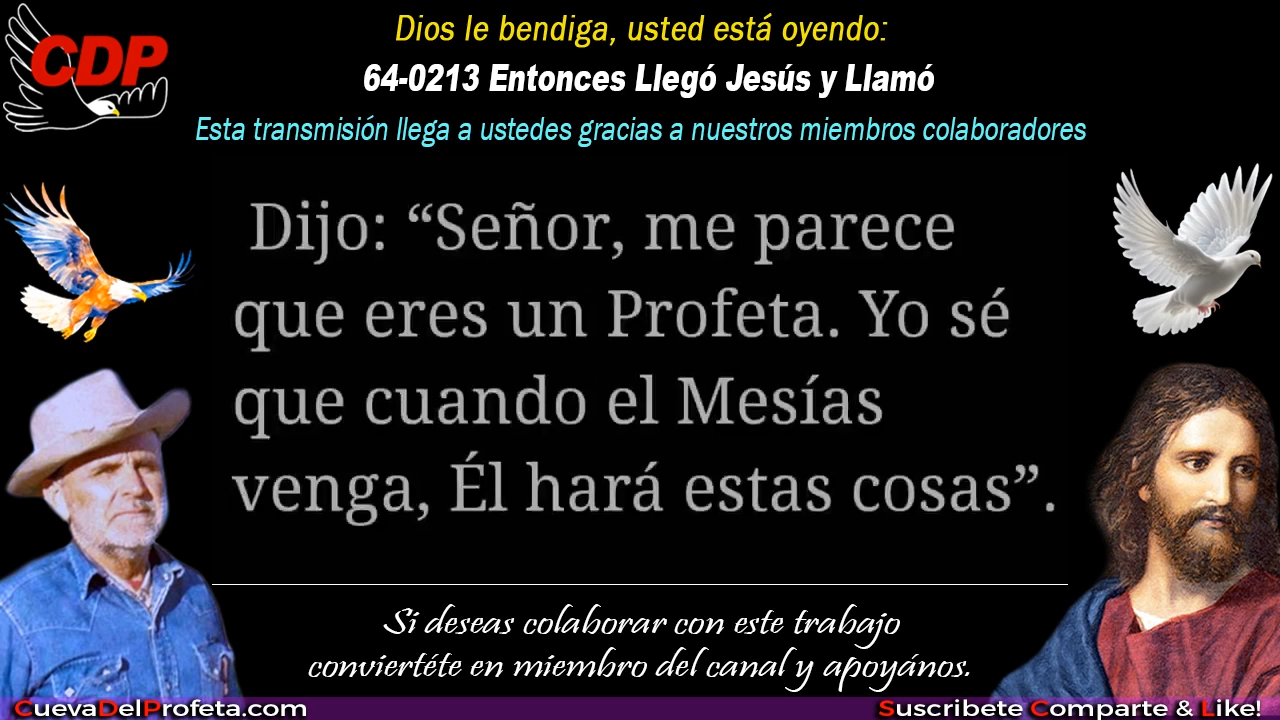 CDP
Dios le bendiga, usted está oyendo:
64-0213 Entonces Llegó Jesús y Llamó
Esta transmisión llega a ustedes gracias a nuestros miembros colaboradores
Dijo: “Señor, me parece
que eres un Profeta. Yo sé
que cuando el Mesías
venga, Él hará estas cosas”.
Si deseas colaborar con este trabajo
conviertéte en miembro del canal y apoyános.
CuevaDelProfeta.com
Suscribete Comparte & Like!